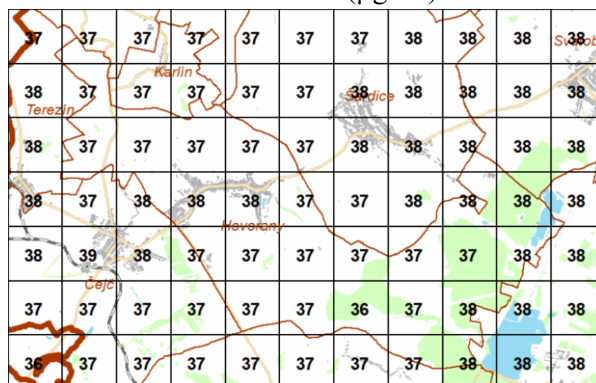 (µg·m
37 37 37 37 37 37 37 38 38 38 38
Svatob
Karlín
38 37 37 37 37 37 38 38 38 38 38
Terezín
Šardice
38 37 37 37 37 37 38 38 38 38 38
38 37 38 38 38 37 37 38 38 38 38
Hovorany
38 39 38 37 37 37 37 37 37 38 38
Čejč
37 37 37 37 37 37 36 37 38 38 38
36 37 37 37 37 37 37 37 38 38 38